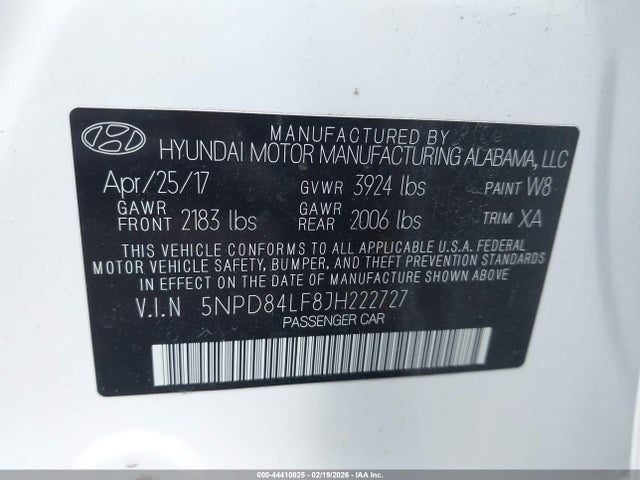 MANUFACTURED BY
HYUNDAI MOTOR MANUFACTURING ALABAMA, LLC
Apr/25/17 GVWR 3924 lbs PAINT W8
GAWR FRONT 2183 lbs GAWR REAR 2006 lbs TRIM XA
THIS VEHICLE CONFORMS TO ALL APPLICABLE U.S.A. FEDERAL
MOTOR VEHICLE SAFETY, BUMPER, AND THEFT PREVENTION STANDARDS
IN EFFECT ON THE DATE OF MANUFACTURE SHOWN ABOVE
V.I.N 5NPD84LF8JH222727
PASSENGER CAR
000-44410825 - 02/19/2026 - IAA Inc.